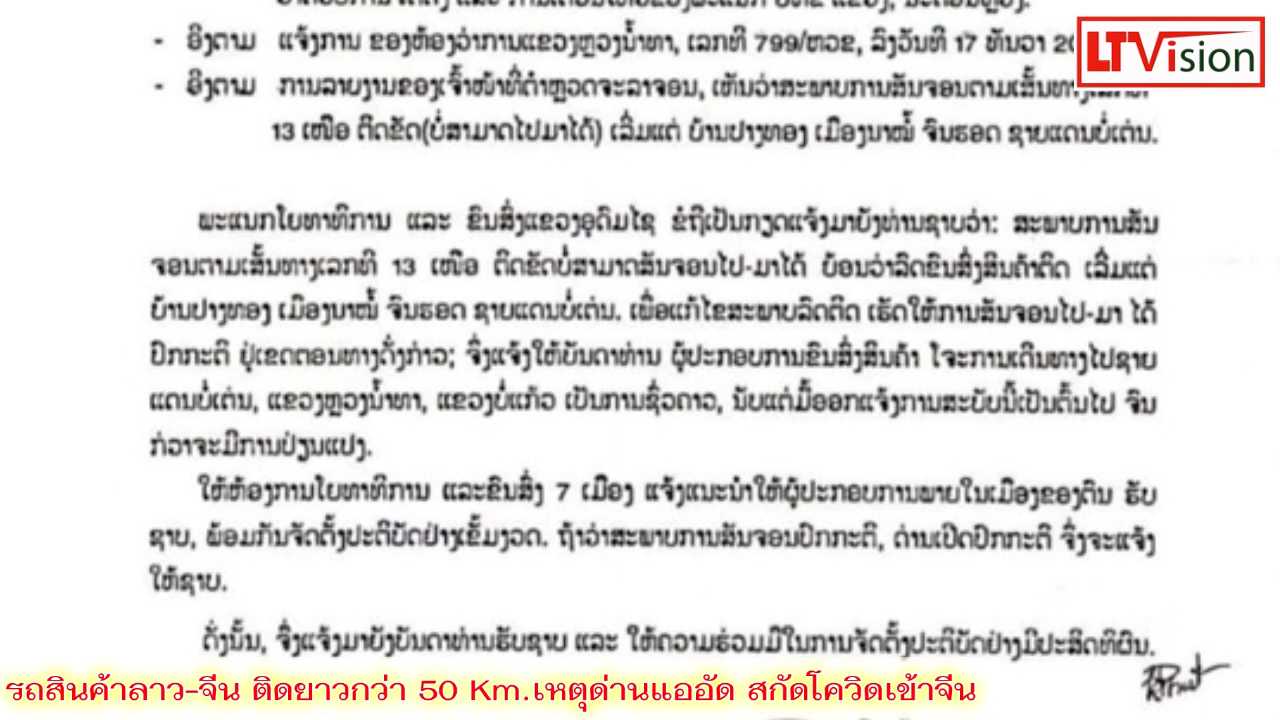 - ອີງຕາມ ແຈ້ງການ ຂອງຫ້ອງວ່າການແຂວງຫຼວງນ້ຳທາ, ເລກທີ 799/ຫວຂ, ລົງວັນທີ 17 ທັນວາ
LTVision
- ອີງຕາມ ການລາຍງານຂອງເຈົ້າໜ້າທີ່ຕຳຫຼວດຈະລາຈອນ, ເຫັນວ່າສະພາບການສັນຈອນຕາມເສັ້ນທາງເລກທີ
13 ເໜືອ ຕິດຂັດ(ບໍ່ສາມາດໄປມາໄດ້) ເລີ່ມແຕ່ ບ້ານປາງທອງ ເມືອງນາໝໍ້ ຈົນຮອດ ຊາຍແດນບໍ່ເຕ່ນ.
ພະແນກໂຍທາທິການ ແລະ ຂົນສົ່ງແຂວງອຸດົມໄຊ ຂໍຖືເປັນກຽດແຈ້ງມາຍັງທ່ານຊາບວ່າ: ສະພາບການສັນ
ຈອນຕາມເສັ້ນທາງເລກທີ 13 ເໜືອ ຕິດຂັດບໍ່ສາມາດສັນຈອນໄປ-ມາໄດ້ ຍ້ອນວ່າລົດຂົນສົ່ງສິນຄ້າຕິດ ເລີ່ມແຕ່
ບ້ານປາງທອງ ເມືອງນາໝໍ້ ຈົນຮອດ ຊາຍແດນບໍ່ເຕ່ນ. ເພື່ອແກ້ໄຂສະພາບລົດຕິດ ເຮັດໃຫ້ການສັນຈອນໄປ-ມາ ໄດ້
ປົກກະຕິ ຢູ່ເຂດຕອນທາງດັ່ງກ່າວ; ຈຶ່ງແຈ້ງໃຫ້ບັນດາທ່ານ ຜູ້ປະກອບການຂົນສົ່ງສິນຄ້າ ໂຈະການເດີນທາງໄປຊາຍ
ແດນບໍ່ເຕ່ນ, ແຂວງຫຼວງນ້ຳທາ, ແຂວງບໍ່ແກ້ວ ເປັນການຊົ່ວຄາວ, ນັບແຕ່ມື້ອອກແຈ້ງການສະບັບນີ້ເປັນຕົ້ນໄປ ຈົນ
ກ່ວາຈະມີການປ່ຽນແປງ.
ໃຫ້ຫ້ອງການໂຍທາທິການ ແລະຂົນສົ່ງ 7 ເມືອງ ແຈ້ງແນະນຳໃຫ້ຜູ້ປະກອບການພາຍໃນເມືອງຂອງຕົນ ຮັບ
ຊາບ, ພ້ອມກັນຈັດຕັ້ງປະຕິບັດຢ່າງເຂັ້ມງວດ. ຖ້າວ່າສະພາບການສັນຈອນປົກກະຕິ, ດ່ານເປີດປົກກະຕິ ຈຶ່ງຈະແຈ້ງ
ໃຫ້ຊາບ.
ດັ່ງນັ້ນ, ຈຶ່ງແຈ້ງມາຍັງບັນດາທ່ານຮັບຊາບ ແລະ ໃຫ້ຄວາມຮ່ວມມືໃນການຈັດຕັ້ງປະຕິບັດຢ່າງມີປະສິດທິຜົນ.
รถสินค้าลาว-จีน ติดยาวกว่า 50 Km.เหตุด่านแออัด สกัดโควิดเข้าจีน